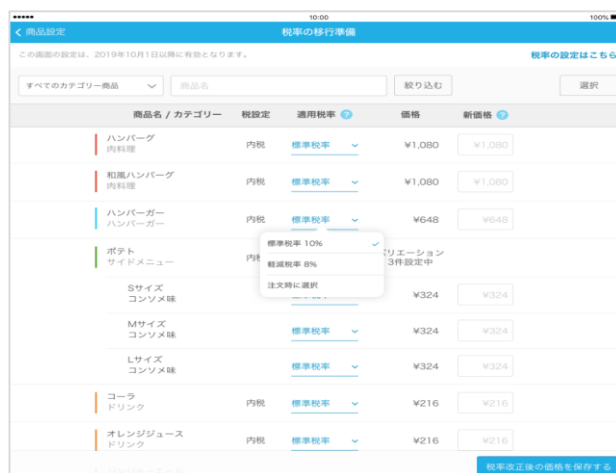 10:00
100%
商品設定
税率の移行準備
この画面の設定は、2019年10月1日以降に有効となります。
税率の設定はこちら
すべてのカテゴリー商品
商品名
絞り込む
選択
商品名 / カテゴリー 税設定 適用税率 ? 価格 新価格 ?
ハンバーグ
肉料理
内税 標準税率 ¥1,080 ¥1,080
和風ハンバーグ
肉料理
内税 標準税率 ¥1,080 ¥1,080
ハンバーガー
ハンバーガー
内税 標準税率 ¥648 ¥648
標準税率 10%
軽減税率 8%
注文時に選択
ポテト
サイドメニュー
内
リエーション
3件設定中
Sサイズ
コンソメ味
¥324 ¥324
Mサイズ
コンソメ味
標準税率 ¥324 ¥324
Lサイズ
コンソメ味
標準税率 ¥324 ¥324
コーラ
ドリンク
内税 標準税率 ¥216 ¥216
オレンジジュース
ドリンク
内税 標準税率 ¥216 ¥216
税率改正後の価格を保存する